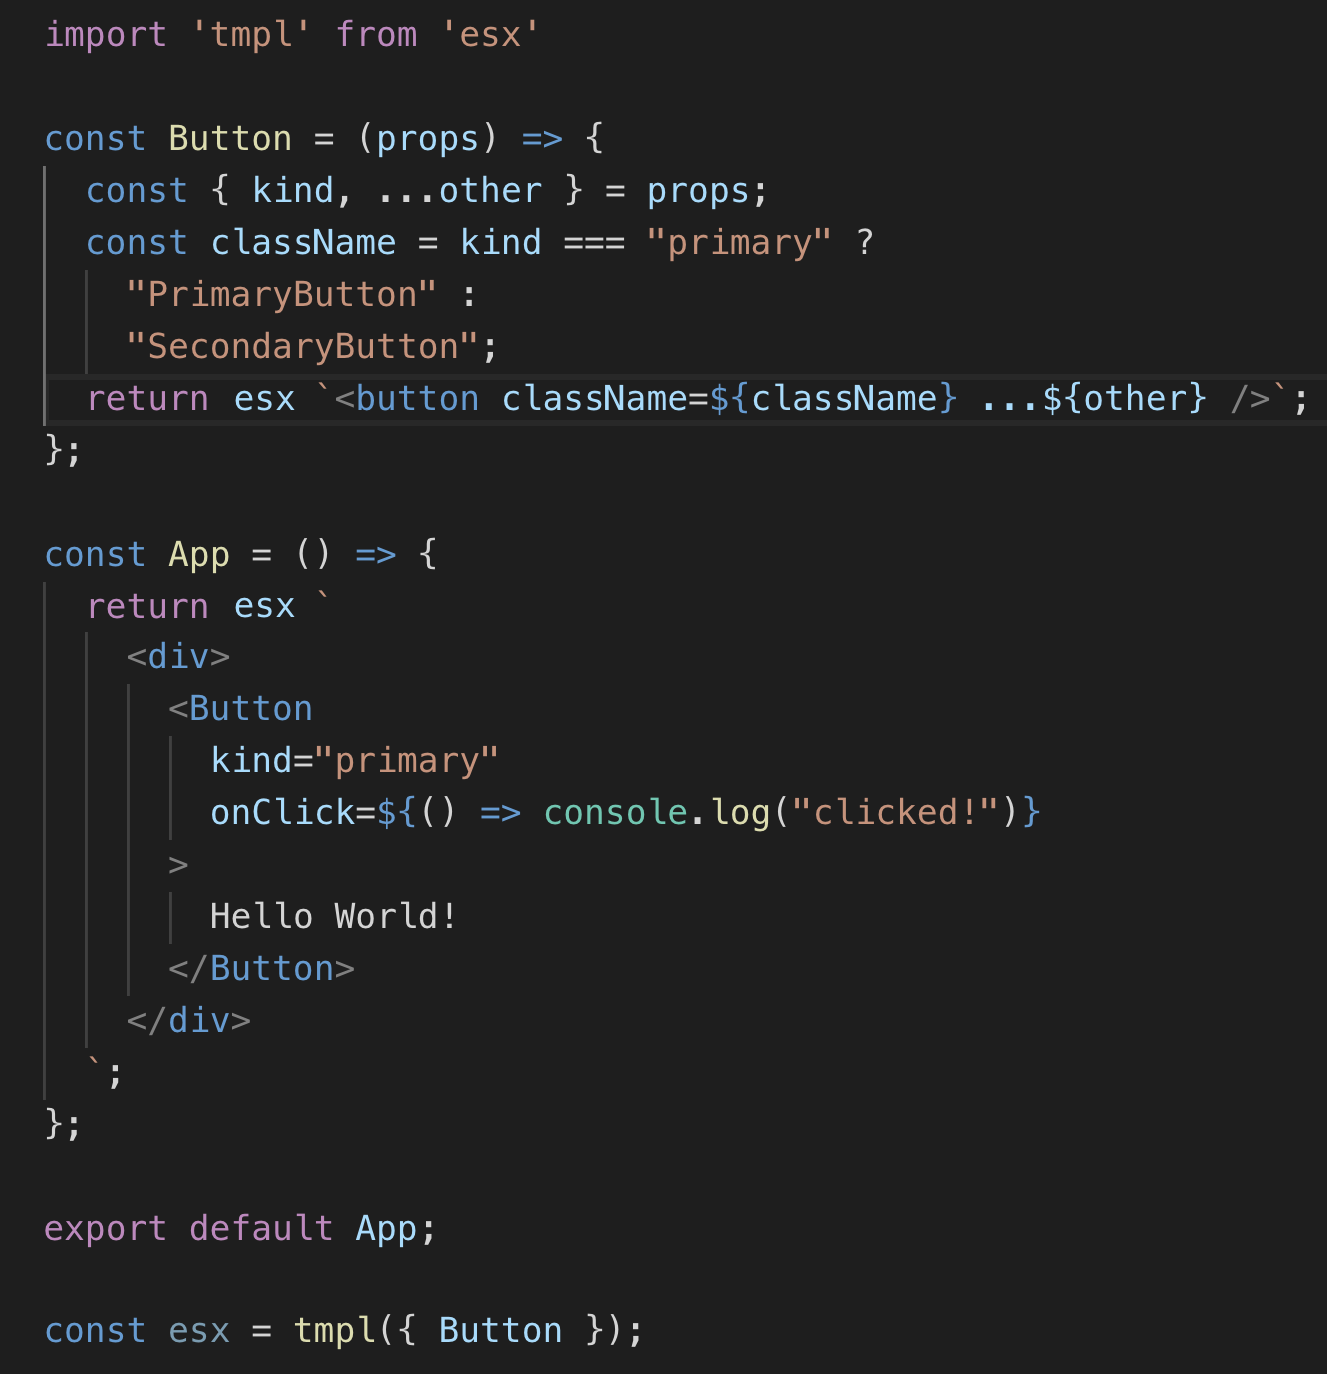 import 'tmpl' from 'esx'
const Button = (props) => {
const { kind, ...other } = props;
const className = kind === "primary" ?
"PrimaryButton" :
"SecondaryButton";
return esx `<button className=${className} ...${other} />`;
};
const App = () => {
return esx `
<div>
<Button
kind="primary"
onClick=${() => console.log("clicked!")}
>
Hello World!
</Button>
</div>
`;
};
export default App;
const esx = tmpl({ Button });